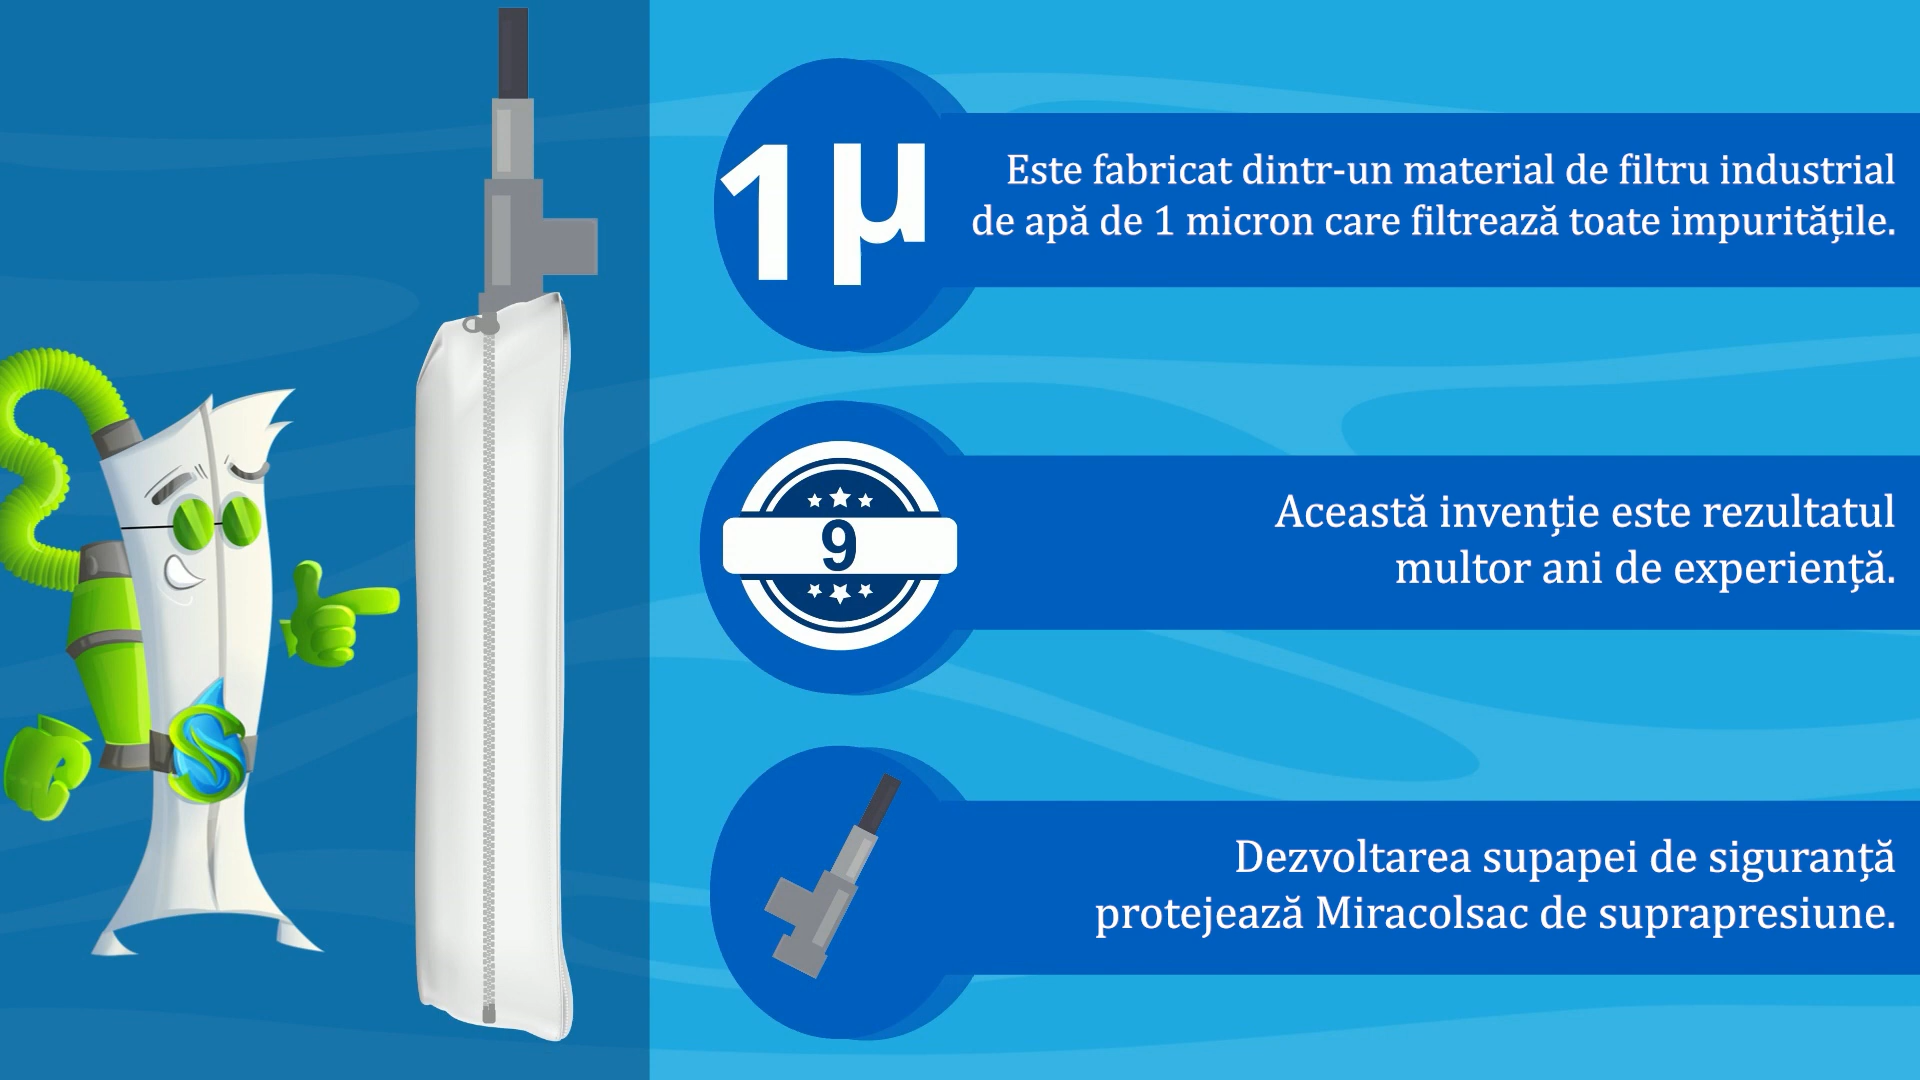 1 µ
Este fabricat dintr-un material de filtru industrial
de apă de 1 micron care filtrează toate impuritățile.
9
Această invenție este rezultatul
multor ani de experiență.
S
Dezvoltarea supapei de siguranță
protejează Miracolsac de suprapresiune.